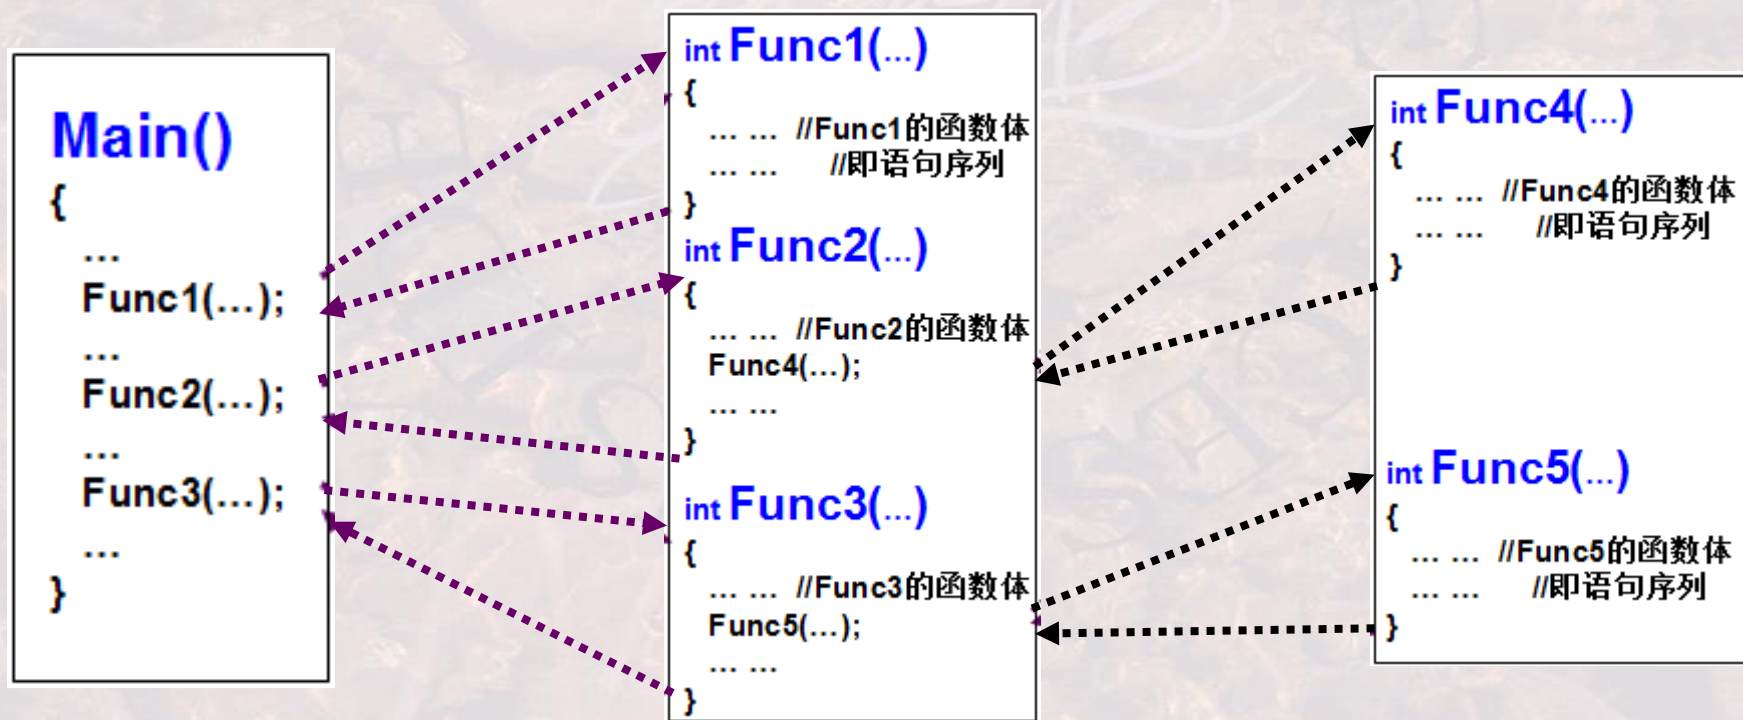 Main()
{
...
Func1(...);
...
Func2(...);
...
Func3(...);
...
}
int Func1(...)
{
... ... //Func1的函数体
... ... //即语句序列
}
int Func2(...)
{
... ... //Func2的函数体
Func4(...);
... ...
}
int Func3(...)
{
... ... //Func3的函数体
Func5(...);
... ...
}
int Func4(...)
{
... ... //Func4的函数体
... ... //即语句序列
}
int Func5(...)
{
... ... //Func5的函数体
... ... //即语句序列
}